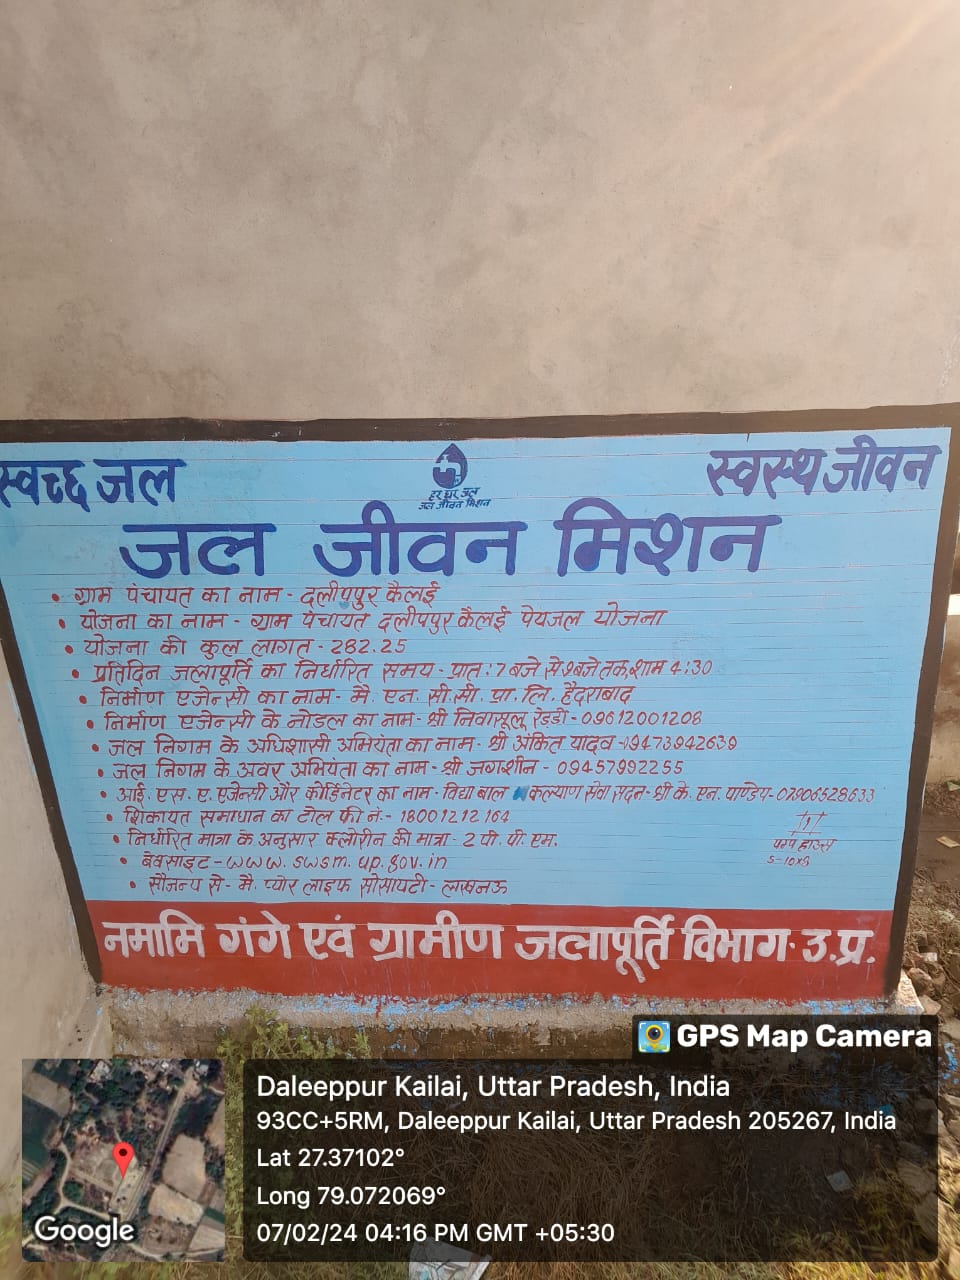 स्वच्छ जल
स्वस्थ जीवन
हर घर जल
जल जीवन मिशन
जल जीवन मिशन
• ग्राम पंचायत का नाम - दलीपपुर कैलई
• योजना का नाम - ग्राम पंचायत दलीपपुर कैलई पेयजल योजना
• योजना की कुल लागत - 282.25
• प्रतिदिन जलापूर्ति का निर्धारित समय - प्रात: 7 बजे से 9 बजे तक, शाम 4:30
• निर्माण एजेन्सी का नाम - मै. एन. सी. सी. प्रा. लि. हैदराबाद
• निर्माण एजेन्सी के नोडल का नाम - श्री निवासूलू रेड्डी - 09612001208
• जल निगम के अधिशासी अभियंता का नाम - श्री अंकित यादव - 09473942639
• जल निगम के अवर अभियंता का नाम - श्री जगशीन - 09457992255
• आई. एस. ए. एजेन्सी और कोर्डिनेटर का नाम - विद्या बाल कल्याण सेवा सदन - श्री के. एन. पाण्डेय - 07906528633
• शिकायत समाधान का टोल फ्री नं. - 18001212164
• निर्धारित मात्रा के अनुसार क्लोरीन की मात्रा - 2 पी. पी. एम.
• बेवसाइट - www.swsm.up.gov.in
• सौजन्य से - मै. प्योर लाइफ सोसायटी - लखनऊ
पम्प हाउस
नमामि गंगे एवं ग्रामीण जलापूर्ति विभाग. उ.प्र.
GPS Map Camera
Daleeppur Kailai, Uttar Pradesh, India
93CC+5RM, Daleeppur Kailai, Uttar Pradesh 205267, India
Lat 27.37102°
Long 79.072069°
07/02/24 04:16 PM GMT +05:30
Google